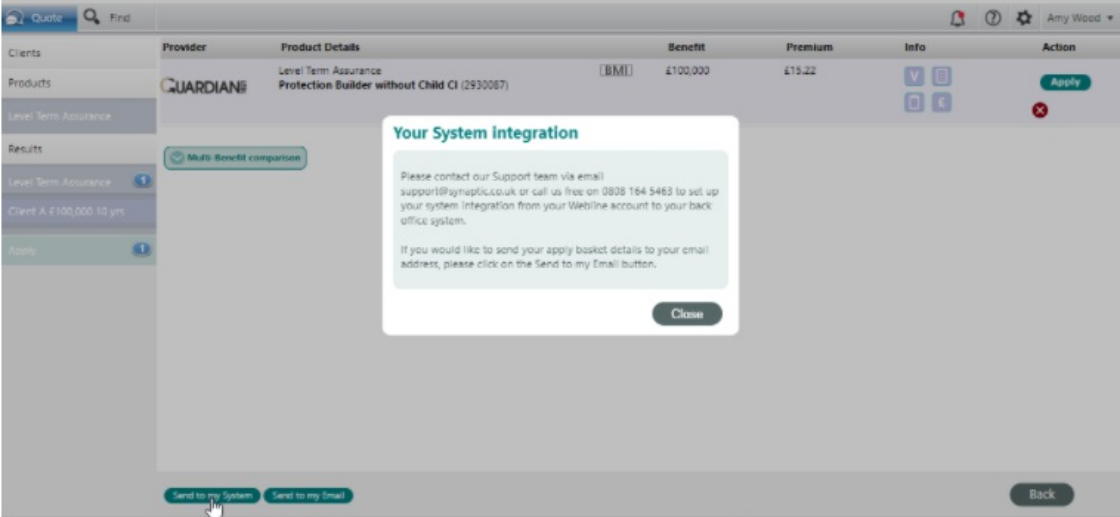 Quote Find Amy Wood
Clients
Products
Level Term Assurance
Results
Level Term Assurance 1
Client A £100,000 10 yrs
Apply 1
Provider Product Details Benefit Premium Info Action
GUARDIAN Level Term Assurance BMI £100,000 £15.22 V £ Apply
Protection Builder without Child CI (2930087)
Multi-Benefit comparison
Your System integration
Please contact our Support team via email
support@synaptic.co.uk or call us free on 0808 164 5463 to set up
your system integration from your Webline account to your back
office system.
If you would like to send your apply basket details to your email
address, please click on the Send to my Email button.
Close
Send to my System Send to my Email Back